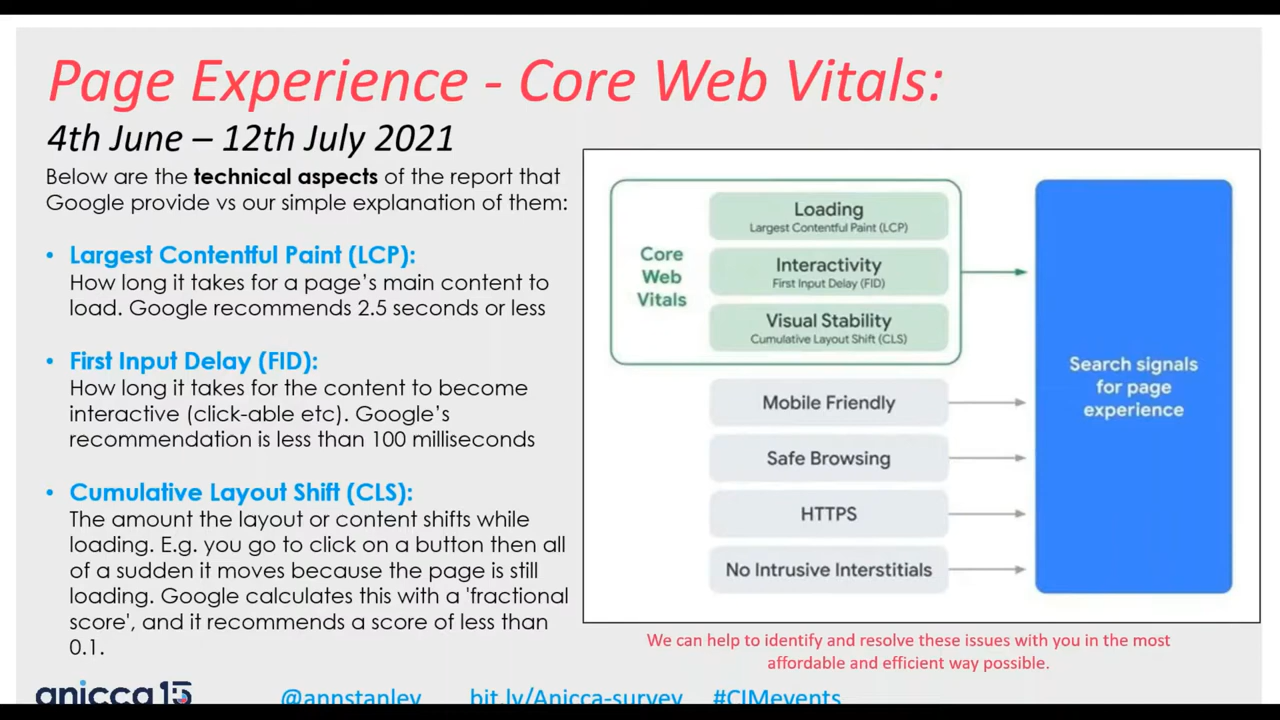 Page Experience - Core Web Vitals:
4th June – 12th July 2021
Below are the technical aspects of the report that
Google provide vs our simple explanation of them:
• Largest Contentful Paint (LCP):
How long it takes for a page's main content to
load. Google recommends 2.5 seconds or less
• First Input Delay (FID):
How long it takes for the content to become
interactive (click-able etc). Google's
recommendation is less than 100 milliseconds
• Cumulative Layout Shift (CLS):
The amount the layout or content shifts while
loading. E.g. you go to click on a button then all
of a sudden it moves because the page is still
loading. Google calculates this with a 'fractional
score', and it recommends a score of less than
0.1.
Core
Web
Vitals
Loading
Largest Contentful Paint (LCP)
Interactivity
First Input Delay (FID)
Visual Stability
Cumulative Layout Shift (CLS)
Mobile Friendly
Safe Browsing
HTTPS
No Intrusive Interstitials
Search signals
for page
experience
We can help to identify and resolve these issues with you in the most
affordable and efficient way possible.
anicca 15
@annstanley bit.ly/Anicca-survey #CIMevents